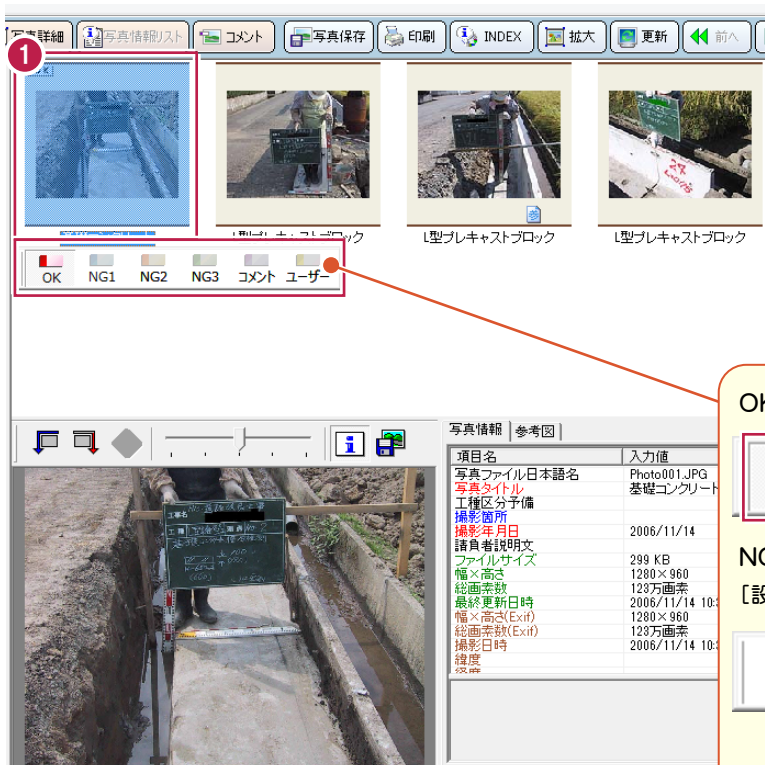 写真詳細 写真情報リスト コメント 写真保存 印刷 INDEX 拡大 更新 前へ
1
OK
L型プレキャストブロック L型プレキャストブロック L型プレキャストブロック
OK NG1 NG2 NG3 コメント ユーザー
写真情報 参考図
項目名 入力値
写真ファイル日本語名 Photo001.JPG
写真タイトル 基礎コンクリート
工種区分予備
撮影箇所
撮影年月日 2006/11/14
請負者説明文
ファイルサイズ 299 KB
幅×高さ 1280×960
総画素数 123万画素
最終更新日時 2006/11/14 10:3
幅×高さ(Exif) 1280×960
総画素数(Exif) 123万画素
撮影日時 2006/11/14 10:3
緯度
経度
OK
NG
[設
工事名
工種